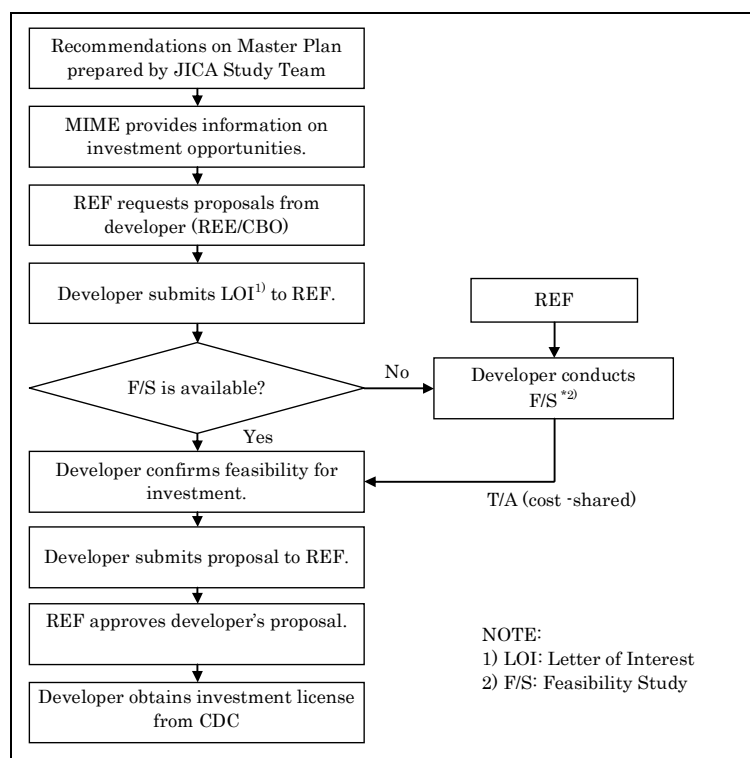 Recommendations on Master Plan
prepared by JICA Study Team
MIME provides information on
investment opportunities.
REF requests proposals from
developer (REE/CBO)
Developer submits LOI1) to REF.
REF
F/S is available?
No
Developer conducts
F/S *2)
Yes
Developer confirms feasibility for
investment.
T/A (cost -shared)
Developer submits proposal to REF.
REF approves developer's proposal.
Developer obtains investment license
from CDC
NOTE:
1) LOI: Letter of Interest
2) F/S: Feasibility Study